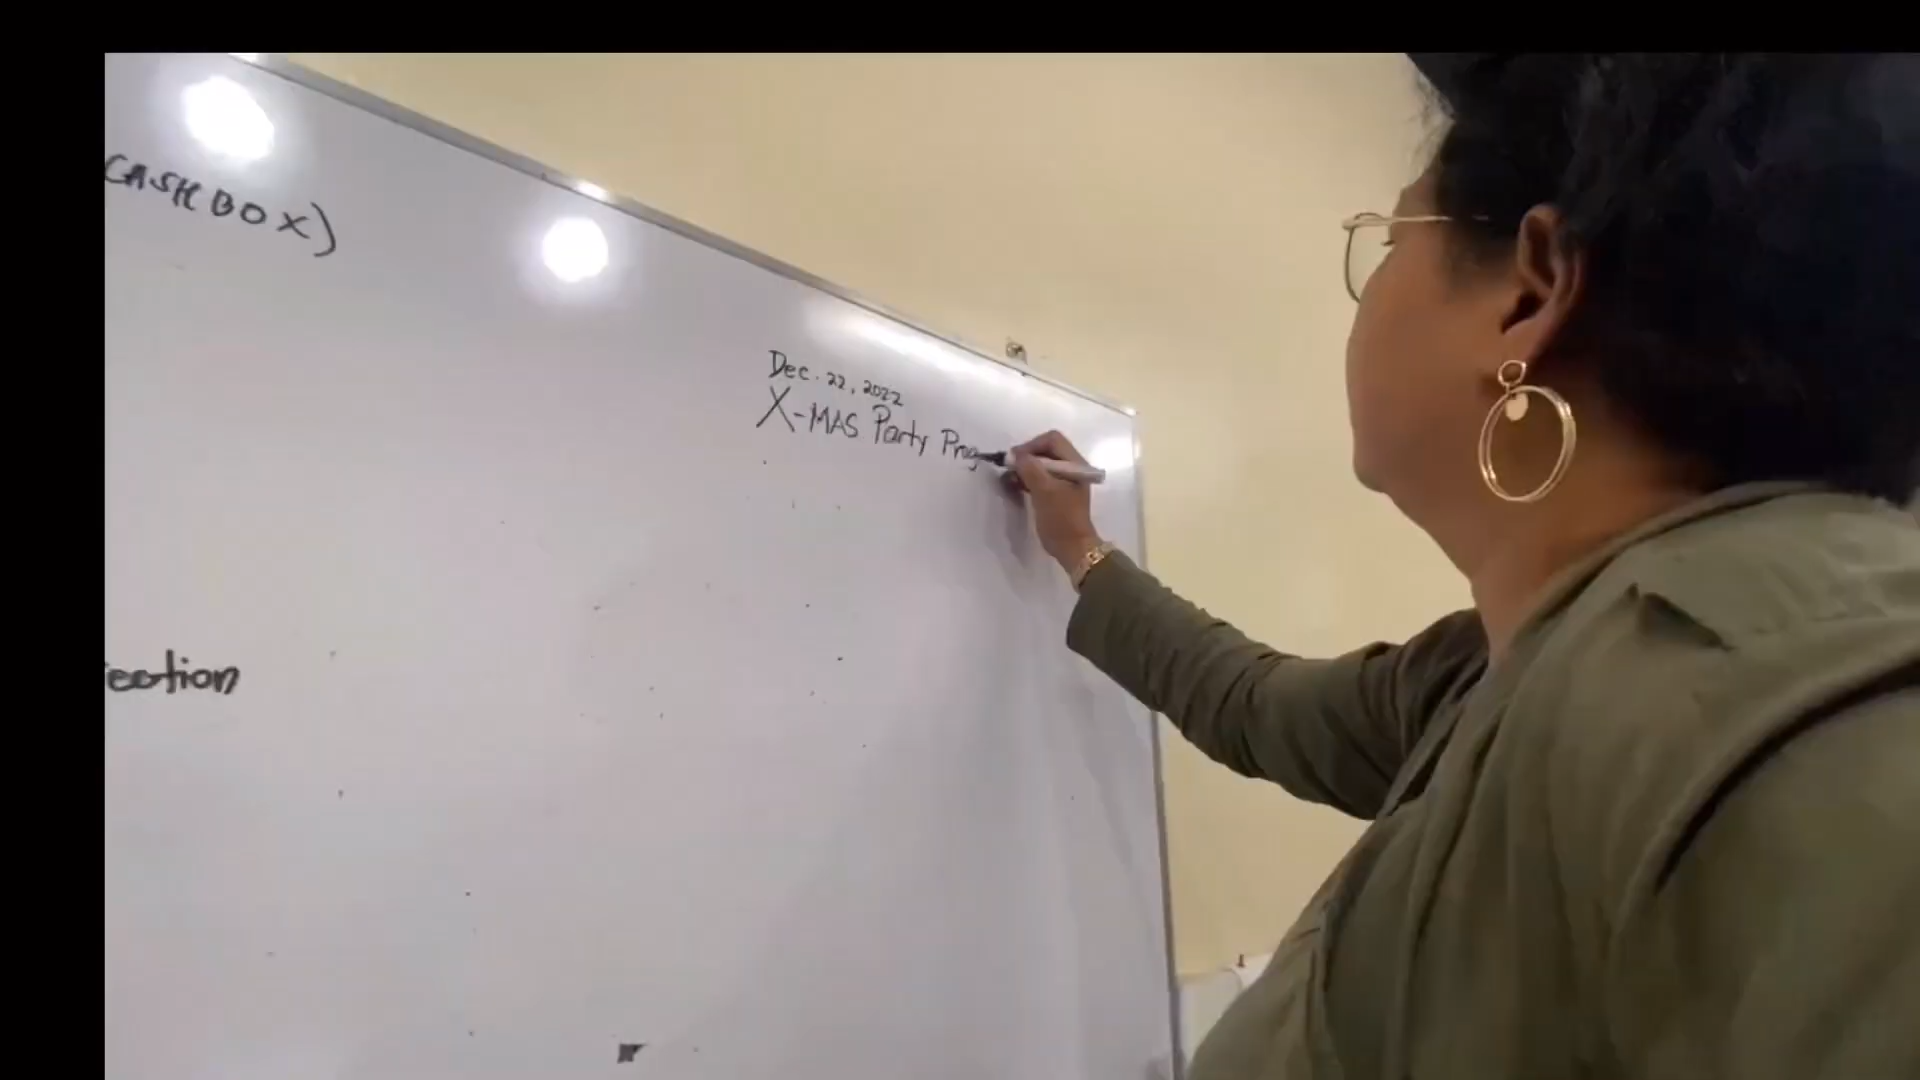 CASH BOX)
Dec. 22, 2022
X-MAS Party Prog
ection